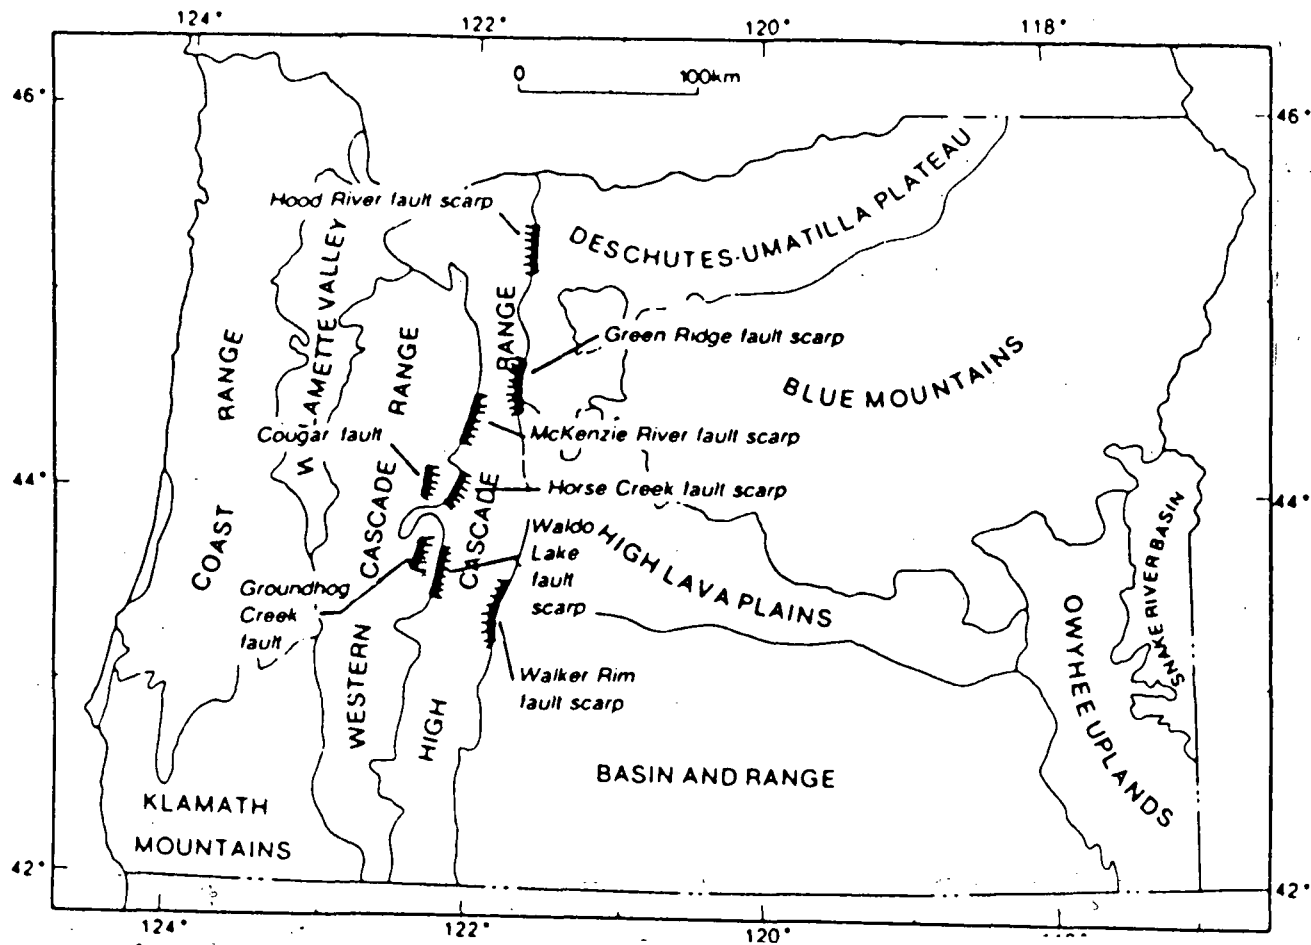 124°
122°
120°
118°
0 100km
46°
46°
Hood River fault scarp
DESCHUTES-UMATILLA PLATEAU
WILLAMETTE VALLEY
RANGE
Green Ridge fault scarp
RANGE
RANGE
BLUE MOUNTAINS
Cougar fault
McKenzie River fault scarp
44°
44°
Horse Creek fault scarp
CASCADE
CASCADE
SNAKE RIVER BASIN
COAST
Waldo
Lake
fault
scarp
HIGH LAVA PLAINS
Groundhog
Creek
fault
OWYHEE UPLANDS
WESTERN
HIGH
Walker Rim
fault scarp
BASIN AND RANGE
KLAMATH
MOUNTAINS
42°
42°
124°
122°
120°